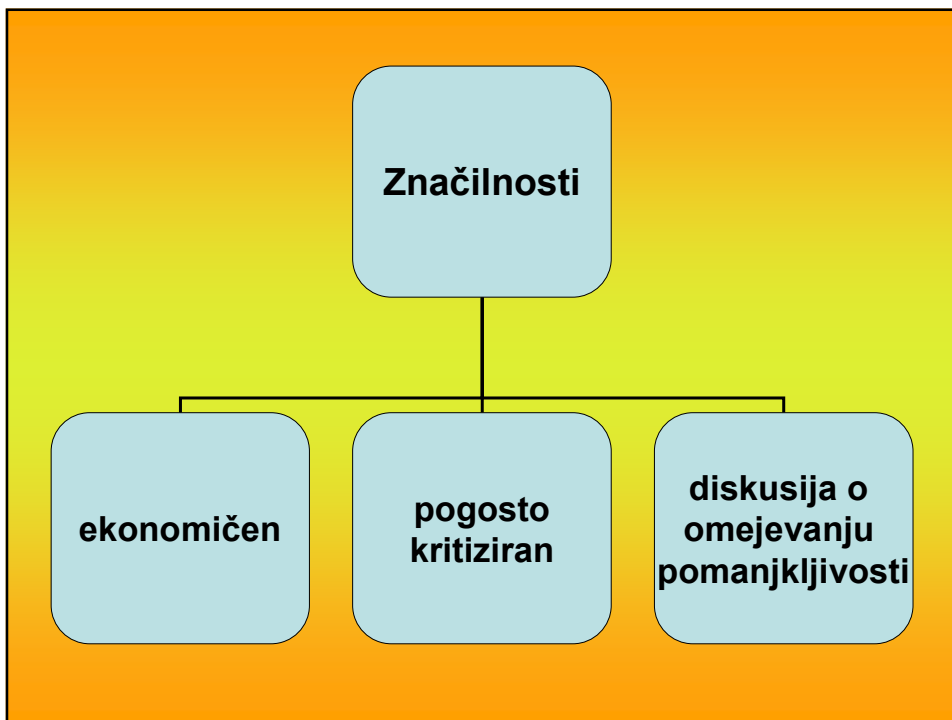 Značilnosti
ekonomičen
pogosto
kritiziran
diskusija o
omejevanju
pomanjkljivosti